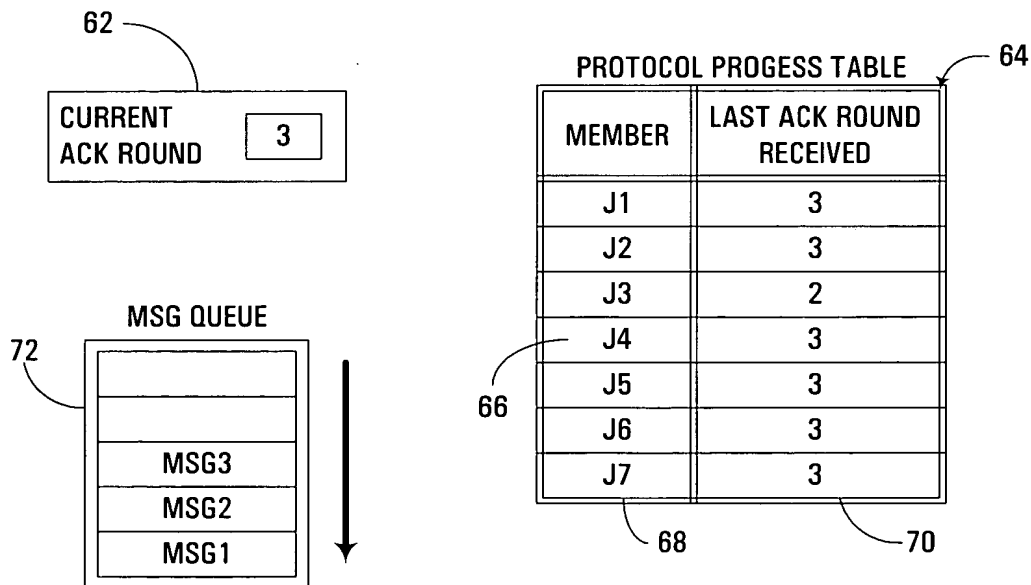 62
CURRENT
ACK ROUND
3
PROTOCOL PROGESS TABLE
64
MEMBER
LAST ACK ROUND
RECEIVED
J1 3
J2 3
J3 2
J4 3
J5 3
J6 3
J7 3
66
68
70
MSG QUEUE
72
MSG3
MSG2
MSG1